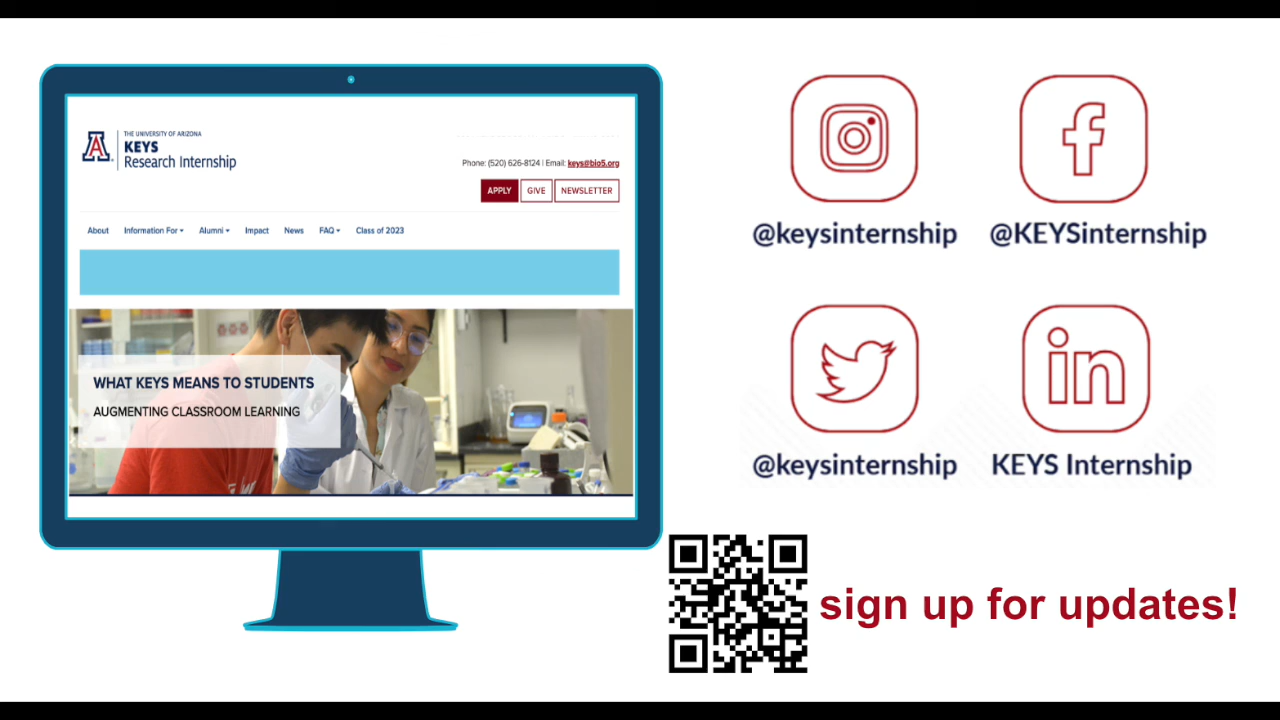 THE UNIVERSITY OF ARIZONA
KEYS
Research Internship
Phone: (520) 626-8124 | Email: keys@bio5.org
APPLY GIVE NEWSLETTER
About Information For Alumni Impact News FAQ Class of 2023
WHAT KEYS MEANS TO STUDENTS
AUGMENTING CLASSROOM LEARNING
@keysinternship @KEYSinternship
in
@keysinternship KEYS Internship
sign up for updates!